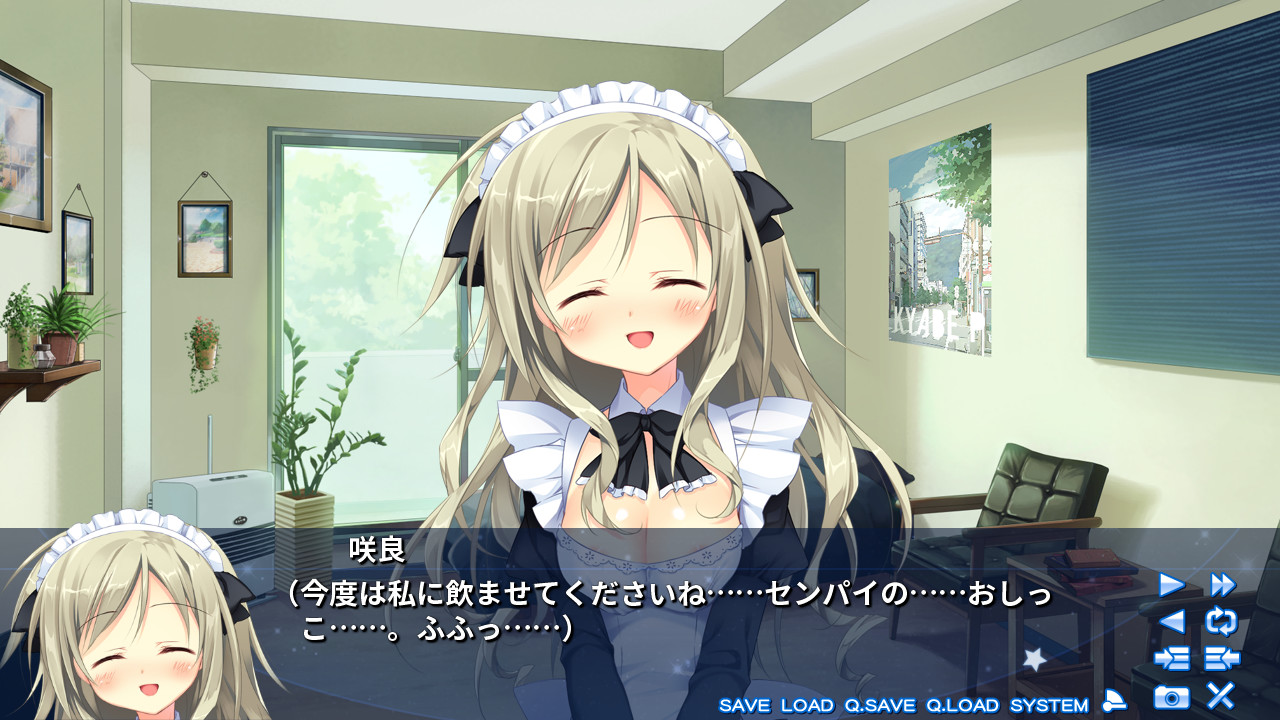 KYABE
咲良
（今度は私に飲ませてくださいね……センパイの……おしっ
こ……。ふふっ……）
SAVE LOAD Q.SAVE Q.LOAD SYSTEM